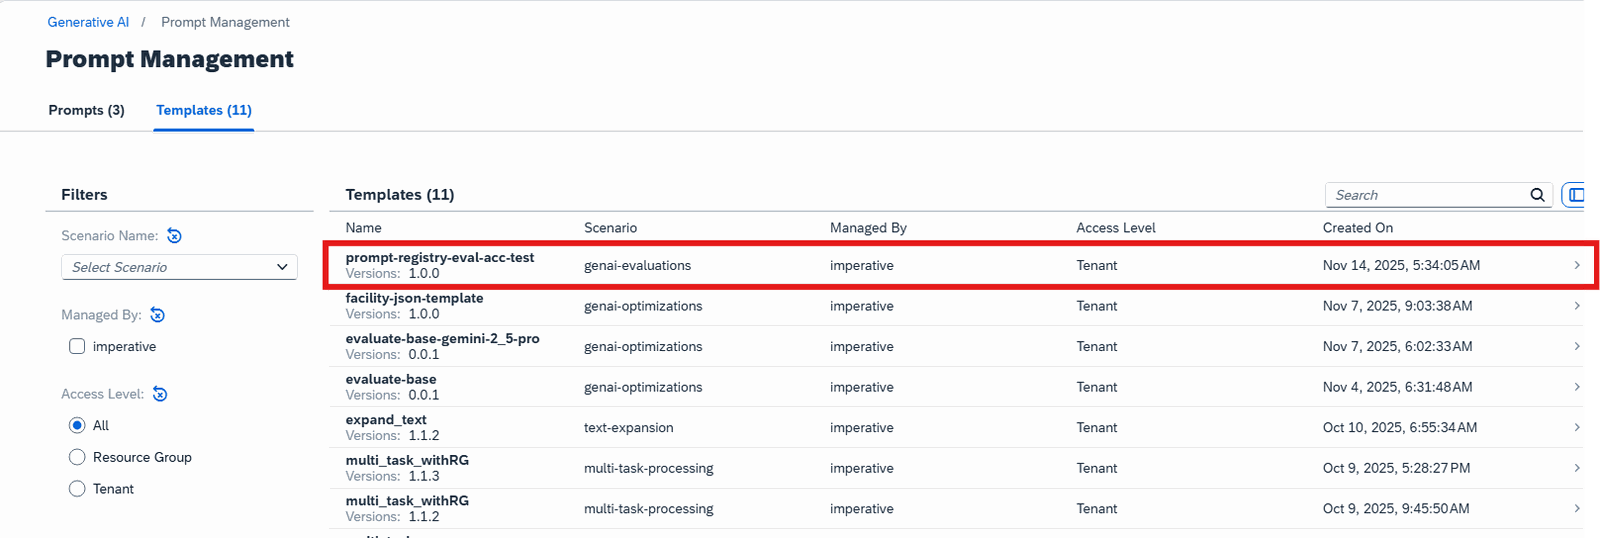 Generative AI / Prompt Management
Prompt Management
Prompts (3) Templates (11)
Filters
Scenario Name:
Select Scenario
Managed By:
imperative
Access Level:
All
Resource Group
Tenant
Templates (11)
Search
Name Scenario Managed By Access Level Created On
prompt-registry-eval-acc-test
Versions: 1.0.0 genai-evaluations imperative Tenant Nov 14, 2025, 5:34:05 AM
facility-json-template
Versions: 1.0.0 genai-optimizations imperative Tenant Nov 7, 2025, 9:03:38 AM
evaluate-base-gemini-2_5-pro
Versions: 0.0.1 genai-optimizations imperative Tenant Nov 7, 2025, 6:02:33 AM
evaluate-base
Versions: 0.0.1 genai-optimizations imperative Tenant Nov 4, 2025, 6:31:48 AM
expand_text
Versions: 1.1.2 text-expansion imperative Tenant Oct 10, 2025, 6:55:34 AM
multi_task_withRG
Versions: 1.1.3 multi-task-processing imperative Tenant Oct 9, 2025, 5:28:27 PM
multi_task_withRG
Versions: 1.1.2 multi-task-processing imperative Tenant Oct 9, 2025, 9:45:50 AM